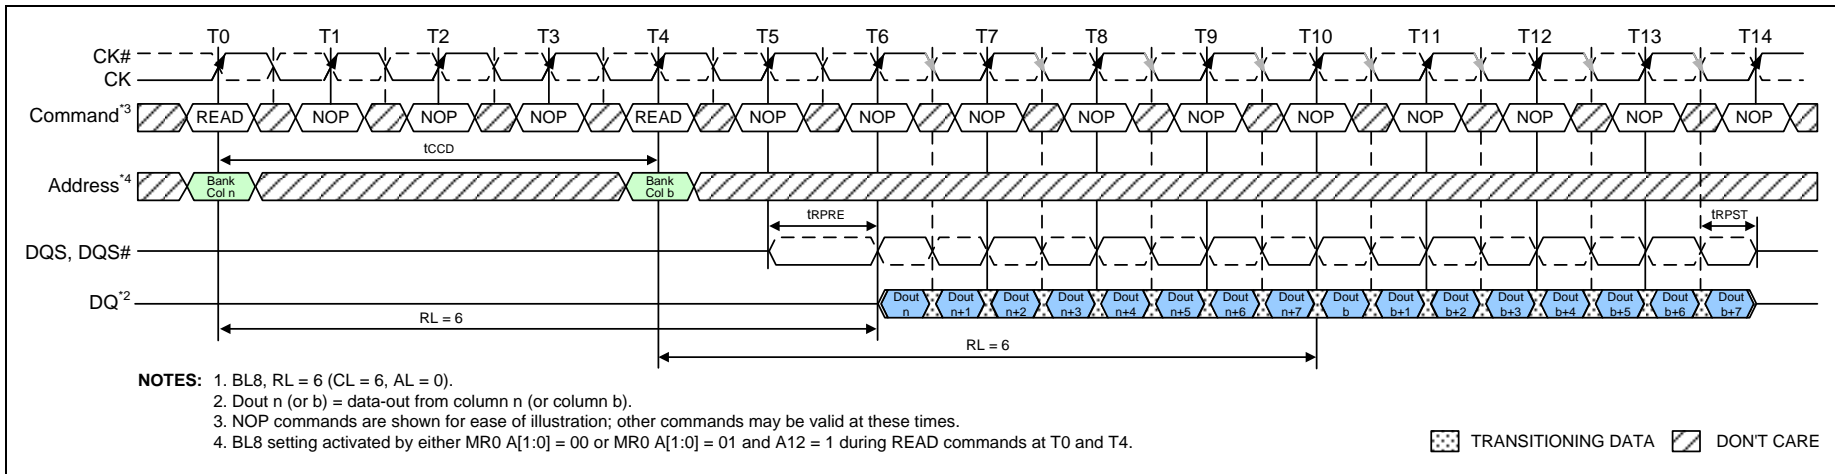 T0 T1 T2 T3 T4 T5 T6 T7 T8 T9 T10 T11 T12 T13 T14
CK#
CK
Command*3 READ NOP NOP NOP READ NOP NOP NOP NOP NOP NOP NOP NOP NOP NOP
tCCD
Address*4 Bank Col n Bank Col b
tRPRE tRPST
DQS, DQS#
DQ*2 Dout n Dout n+1 Dout n+2 Dout n+3 Dout n+4 Dout n+5 Dout n+6 Dout n+7 Dout b Dout b+1 Dout b+2 Dout b+3 Dout b+4 Dout b+5 Dout b+6 Dout b+7
RL = 6
RL = 6
NOTES: 1. BL8, RL = 6 (CL = 6, AL = 0).
2. Dout n (or b) = data-out from column n (or column b).
3. NOP commands are shown for ease of illustration; other commands may be valid at these times.
4. BL8 setting activated by either MR0 A[1:0] = 00 or MR0 A[1:0] = 01 and A12 = 1 during READ commands at T0 and T4.
TRANSITIONING DATA DON'T CARE